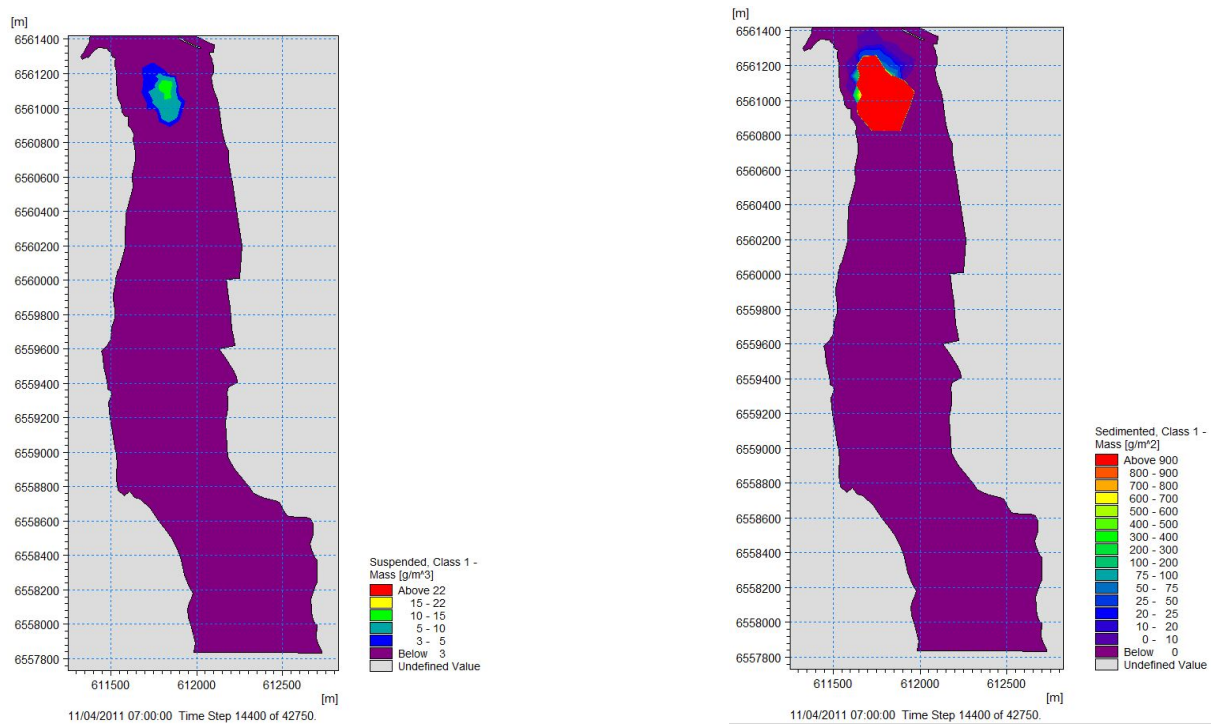 [m]
6561400
6561200
6561000
6560800
6560600
6560400
6560200
6560000
6559800
6559600
6559400
6559200
6559000
6558800
6558600
6558400
6558200
6558000
6557800
611500 612000 612500
[m]
11/04/2011 07:00:00 Time Step 14400 of 42750.
Suspended, Class 1 -
Mass [g/m^3]
Above 22
15 - 22
10 - 15
5 - 10
3 - 5
Below 3
Undefined Value
[m]
6561400
6561200
6561000
6560800
6560600
6560400
6560200
6560000
6559800
6559600
6559400
6559200
6559000
6558800
6558600
6558400
6558200
6558000
6557800
611500 612000 612500
[m]
11/04/2011 07:00:00 Time Step 14400 of 42750.
Sedimented, Class 1 -
Mass [g/m^2]
Above 900
800 - 900
700 - 800
600 - 700
500 - 600
400 - 500
300 - 400
200 - 300
100 - 200
75 - 100
50 - 75
25 - 50
20 - 25
10 - 20
0 - 10
Below 0
Undefined Value